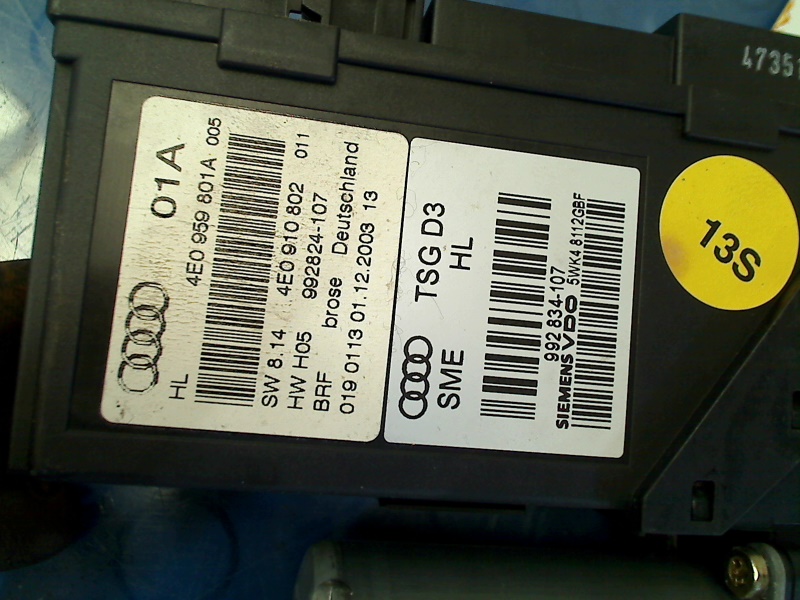 01A
HL 4E0 959 801A 005
SW 8.14 4E0 910 802 011
HW H05 992824-107
BRF brose Deutschland
019 0113 01.12.2003 13
TSG D3
SME HL
992 834-107
SIEMENS VDO 5WK4 8112GBF
13S
4735